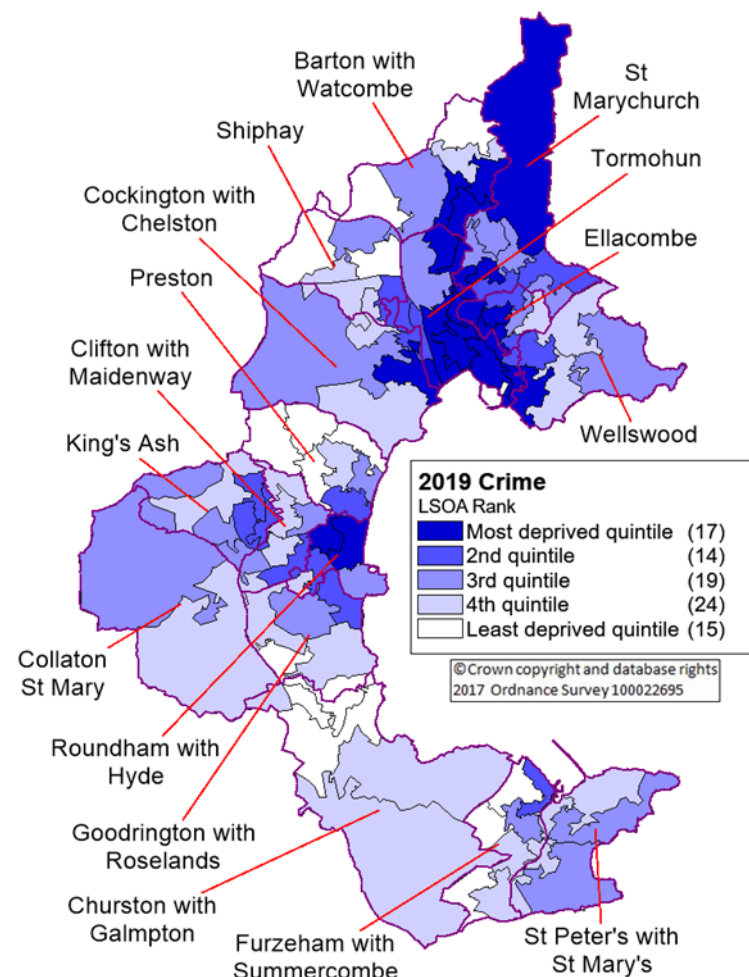 Barton with
Watcombe
St
Marychurch
Shiphay
Tormohun
Cockington with
Chelston
Ellacombe
Preston
Clifton with
Maidenway
King's Ash
Wellswood
2019 Crime
LSOA Rank
Most deprived quintile (17)
2nd quintile (14)
3rd quintile (19)
4th quintile (24)
Least deprived quintile (15)
©Crown copyright and database rights
2017 Ordnance Survey 100022695
Collaton
St Mary
Roundham with
Hyde
Goodrington with
Roselands
Churston with
Galmpton
Furzeham with
Summercombe
St Peter's with
St Mary's